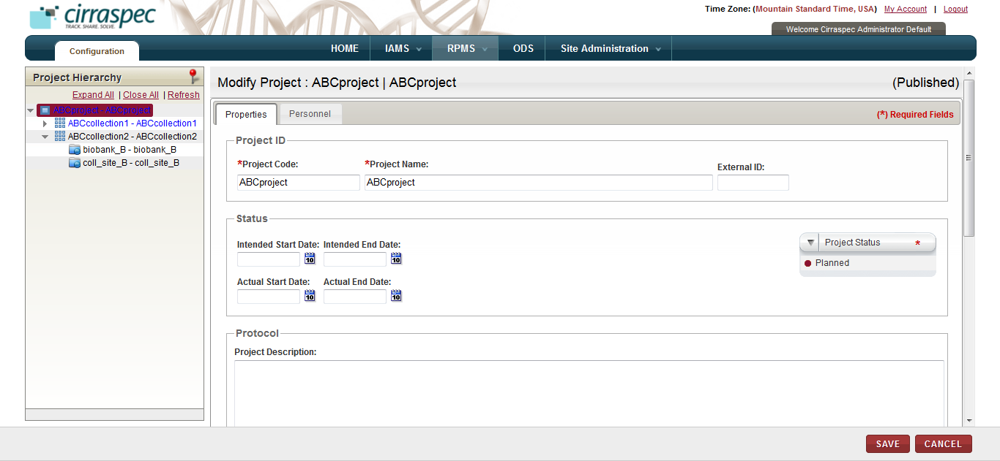 cirraspec
TRACK. SHARE. SOLVE.
Time Zone: (Mountain Standard Time, USA) My Account | Logout
Welcome Cirraspec Administrator Default
Configuration
HOME IAMS RPMS ODS Site Administration
Project Hierarchy
Expand All | Close All | Refresh
ABCproject - ABCproject
ABCcollection1 - ABCcollection1
ABCcollection2 - ABCcollection2
biobank_B - biobank_B
coll_site_B - coll_site_B
Modify Project : ABCproject | ABCproject (Published)
Properties Personnel (*) Required Fields
Project ID
*Project Code: *Project Name: External ID:
ABCproject ABCproject
Status
Intended Start Date: Intended End Date:
10 10
Project Status *
Planned
Actual Start Date: Actual End Date:
10 10
Protocol
Project Description:
SAVE CANCEL